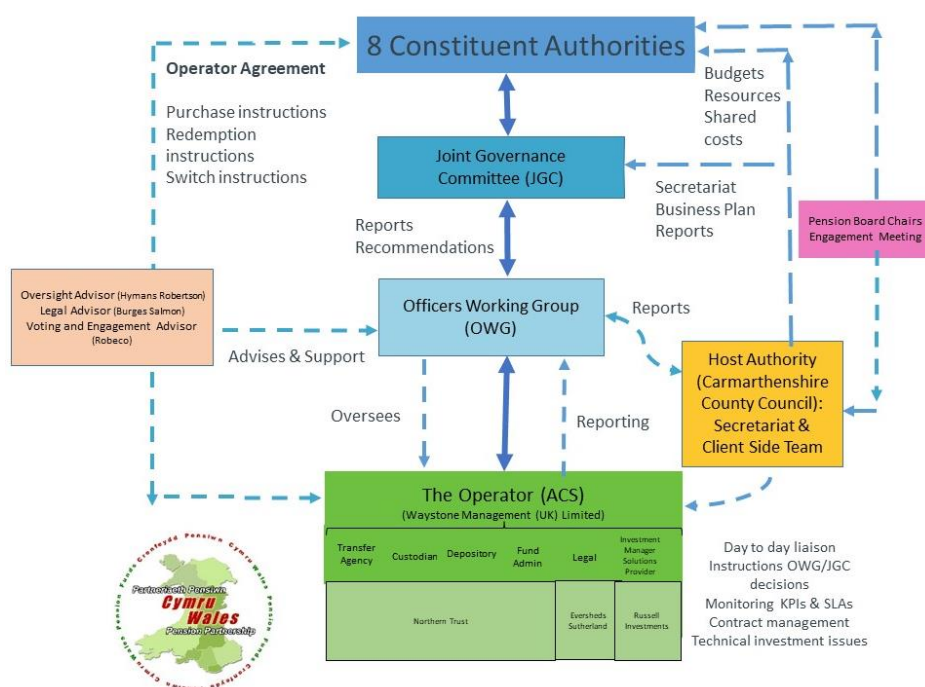 8 Constituent Authorities
Operator Agreement
Purchase instructions
Redemption
instructions
Switch instructions
Budgets
Resources
Shared
costs
Joint Governance
Committee (JGC)
Secretariat
Business Plan
Reports
Pension Board Chairs
Engagement Meeting
Reports
Recommendations
Oversight Advisor (Hymans Robertson)
Legal Advisor (Burges Salmon)
Voting and Engagement Advisor
(Robeco)
Officers Working Group
(OWG)
Reports
Advises & Support
Host Authority
(Carmarthenshire
County Council):
Secretariat &
Client Side Team
Oversees
Reporting
The Operator (ACS)
(Waystone Management (UK) Limited)
Transfer
Agency
Custodian
Depository
Fund
Admin
Legal
Investment
Manager
Solutions
Provider
Northern Trust
Eversheds
Sutherland
Russell
Investments
Day to day liaison
Instructions OWG/JGC
decisions
Monitoring KPIs & SLAs
Contract management
Technical investment issues
Partneriaeth Pensiwn
Cymru
Wales
Pension Partnership